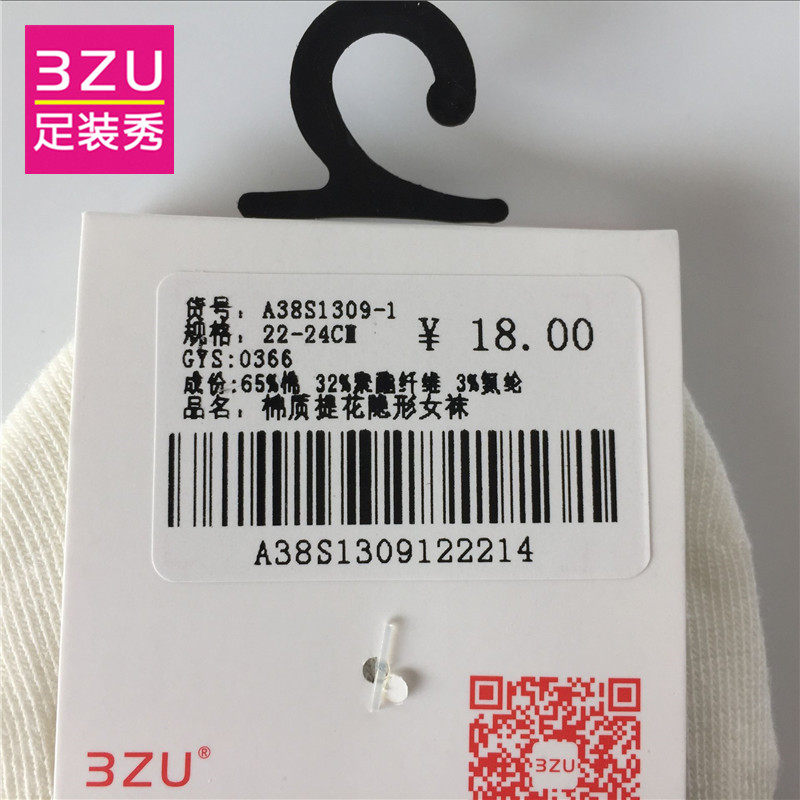 3ZU
足装秀
货号: A38S1309-1
规格: 22-24CM
¥ 18.00
GYS:0366
成份:65%棉 32%聚酯纤维 3%氨纶
品名: 棉质提花隐形女袜
A38S1309122214
3ZU®
3ZU